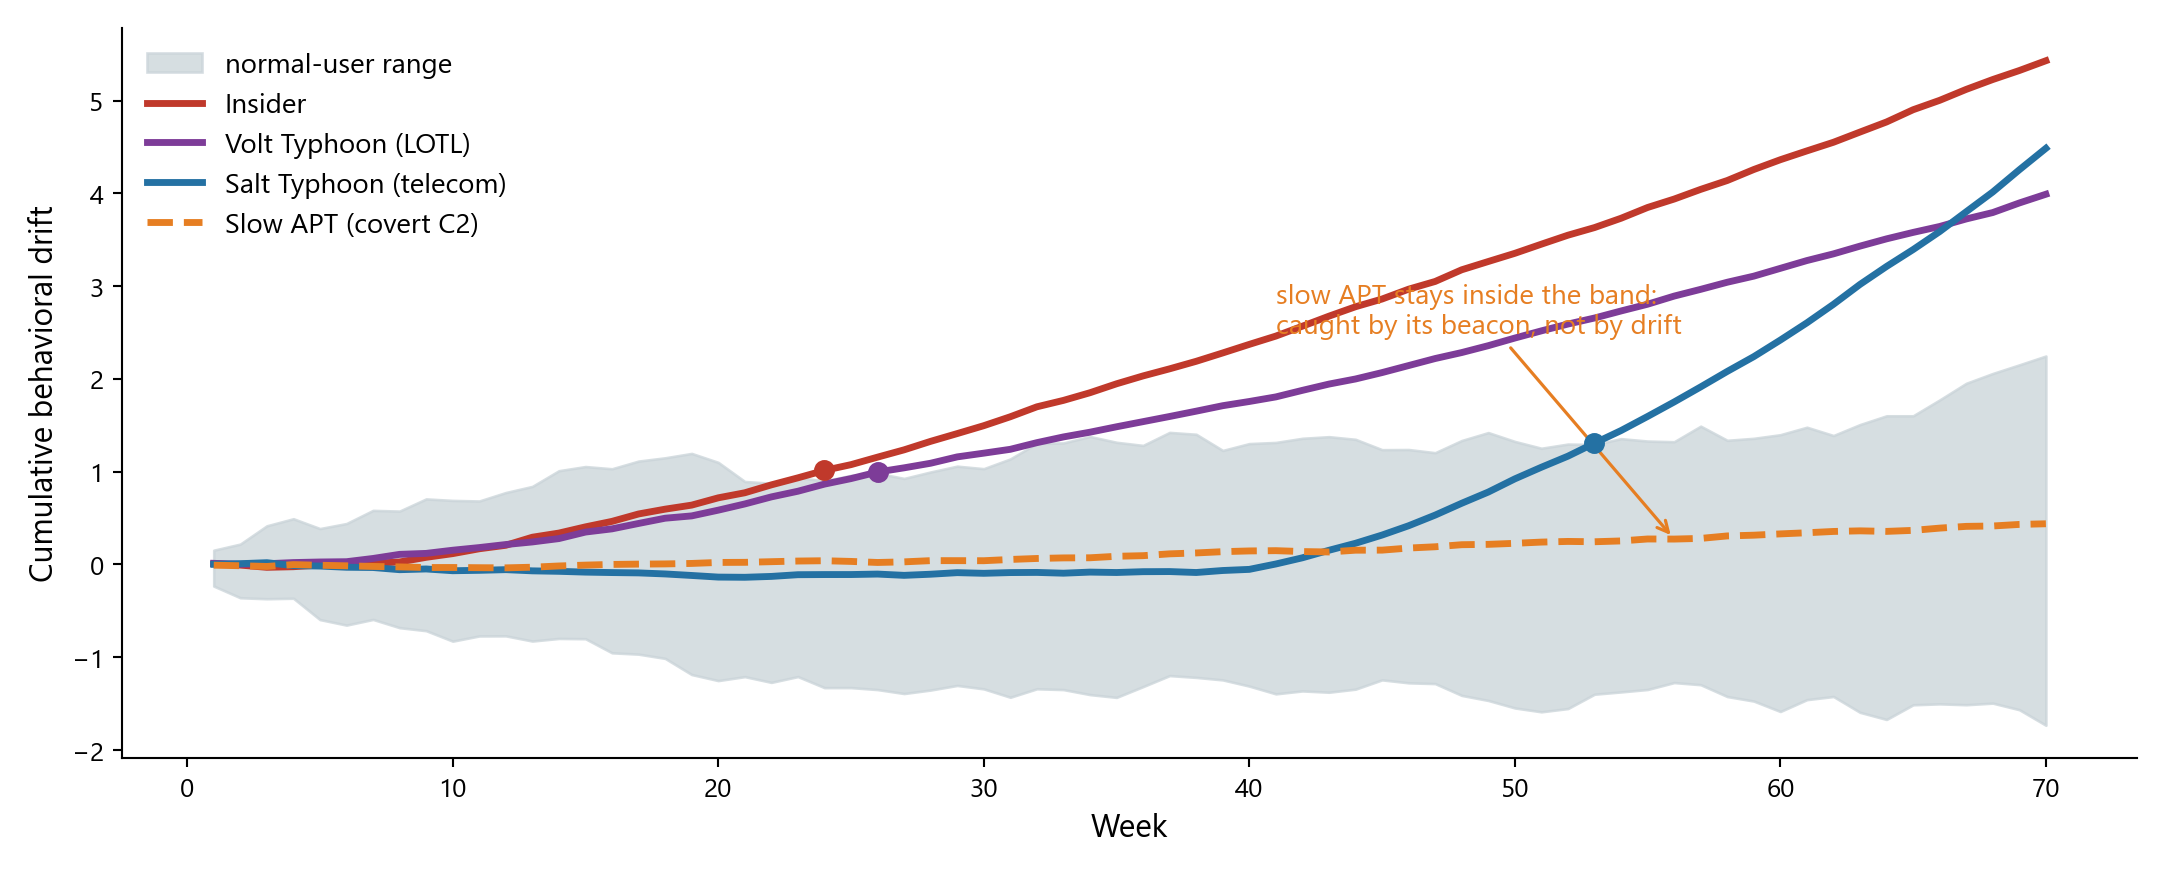 normal-user range
Insider
Volt Typhoon (LOTL)
Salt Typhoon (telecom)
Slow APT (covert C2)
slow APT stays inside the band:
caught by its beacon, not by drift
Cumulative behavioral drift
5
4
3
2
1
0
−1
−2
0 10 20 30 40 50 60 70
Week